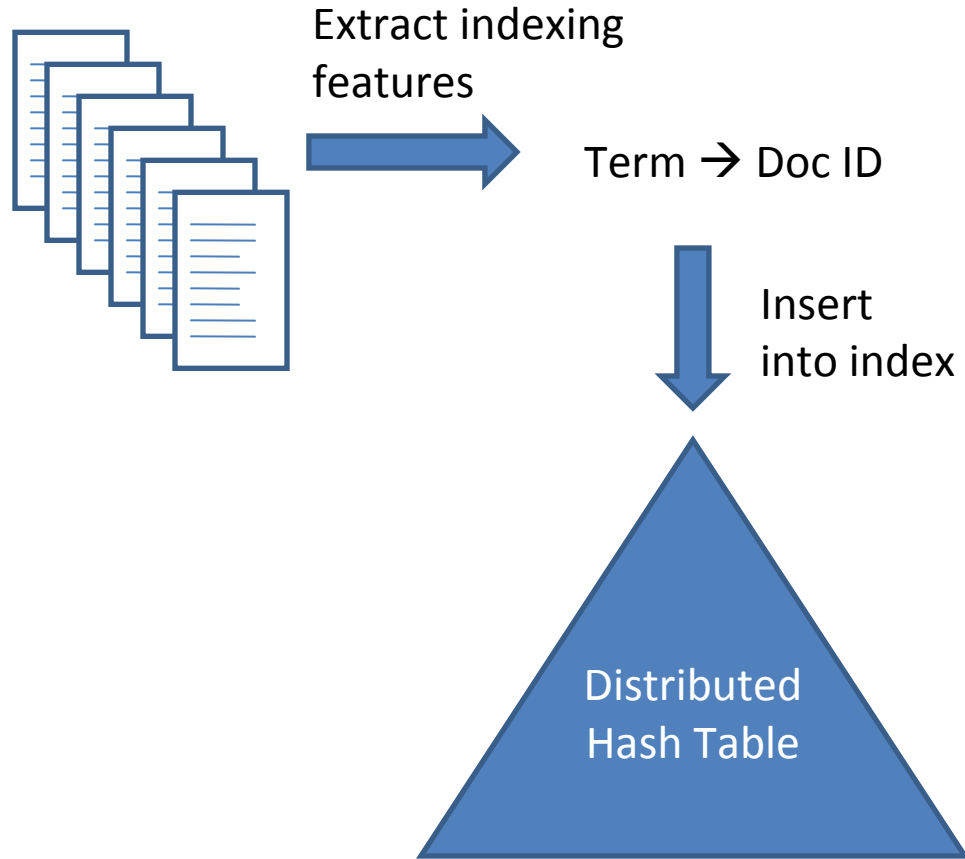 Extract indexing
features
Term → Doc ID
Insert
into index
Distributed
Hash Table